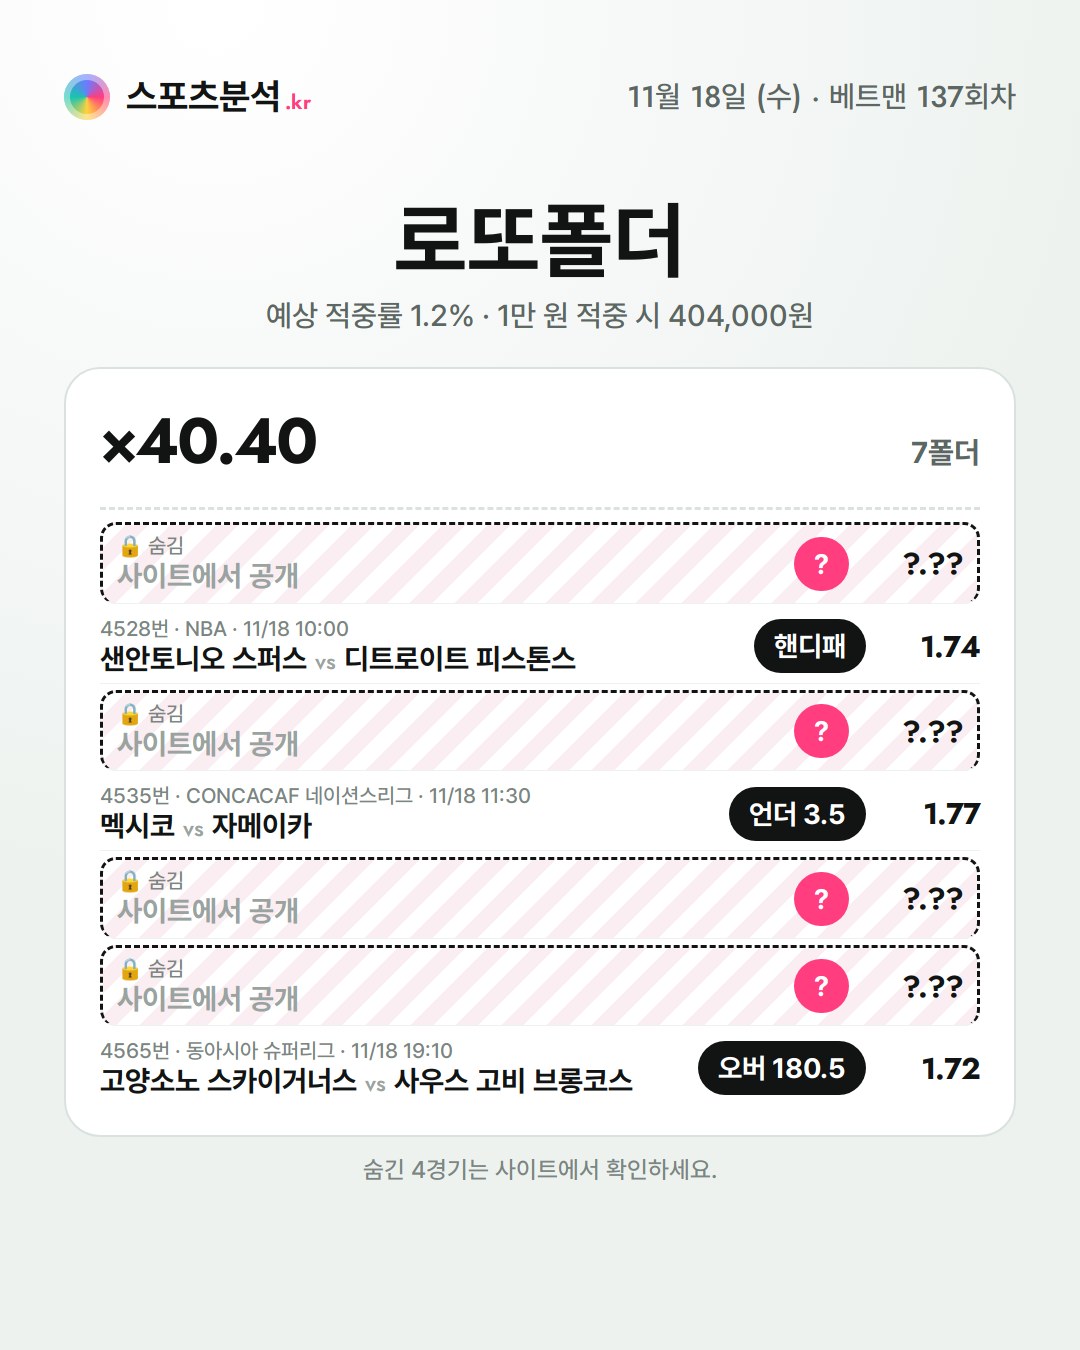 스포츠분석.kr
11월 18일 (수) · 베트맨 137회차
로또폴더
예상 적중률 1.2% · 1만 원 적중 시 404,000원
×40.40
7폴더
🔒 숨김
사이트에서 공개
?
?.??
4528번 · NBA · 11/18 10:00
샌안토니오 스퍼스 vs 디트로이트 피스톤스
핸디패
1.74
🔒 숨김
사이트에서 공개
?
?.??
4535번 · CONCACAF 네이션스리그 · 11/18 11:30
멕시코 vs 자메이카
언더 3.5
1.77
🔒 숨김
사이트에서 공개
?
?.??
🔒 숨김
사이트에서 공개
?
?.??
4565번 · 동아시아 슈퍼리그 · 11/18 19:10
고양소노 스카이거너스 vs 사우스 고비 브롱코스
오버 180.5
1.72
숨긴 4경기는 사이트에서 확인하세요.